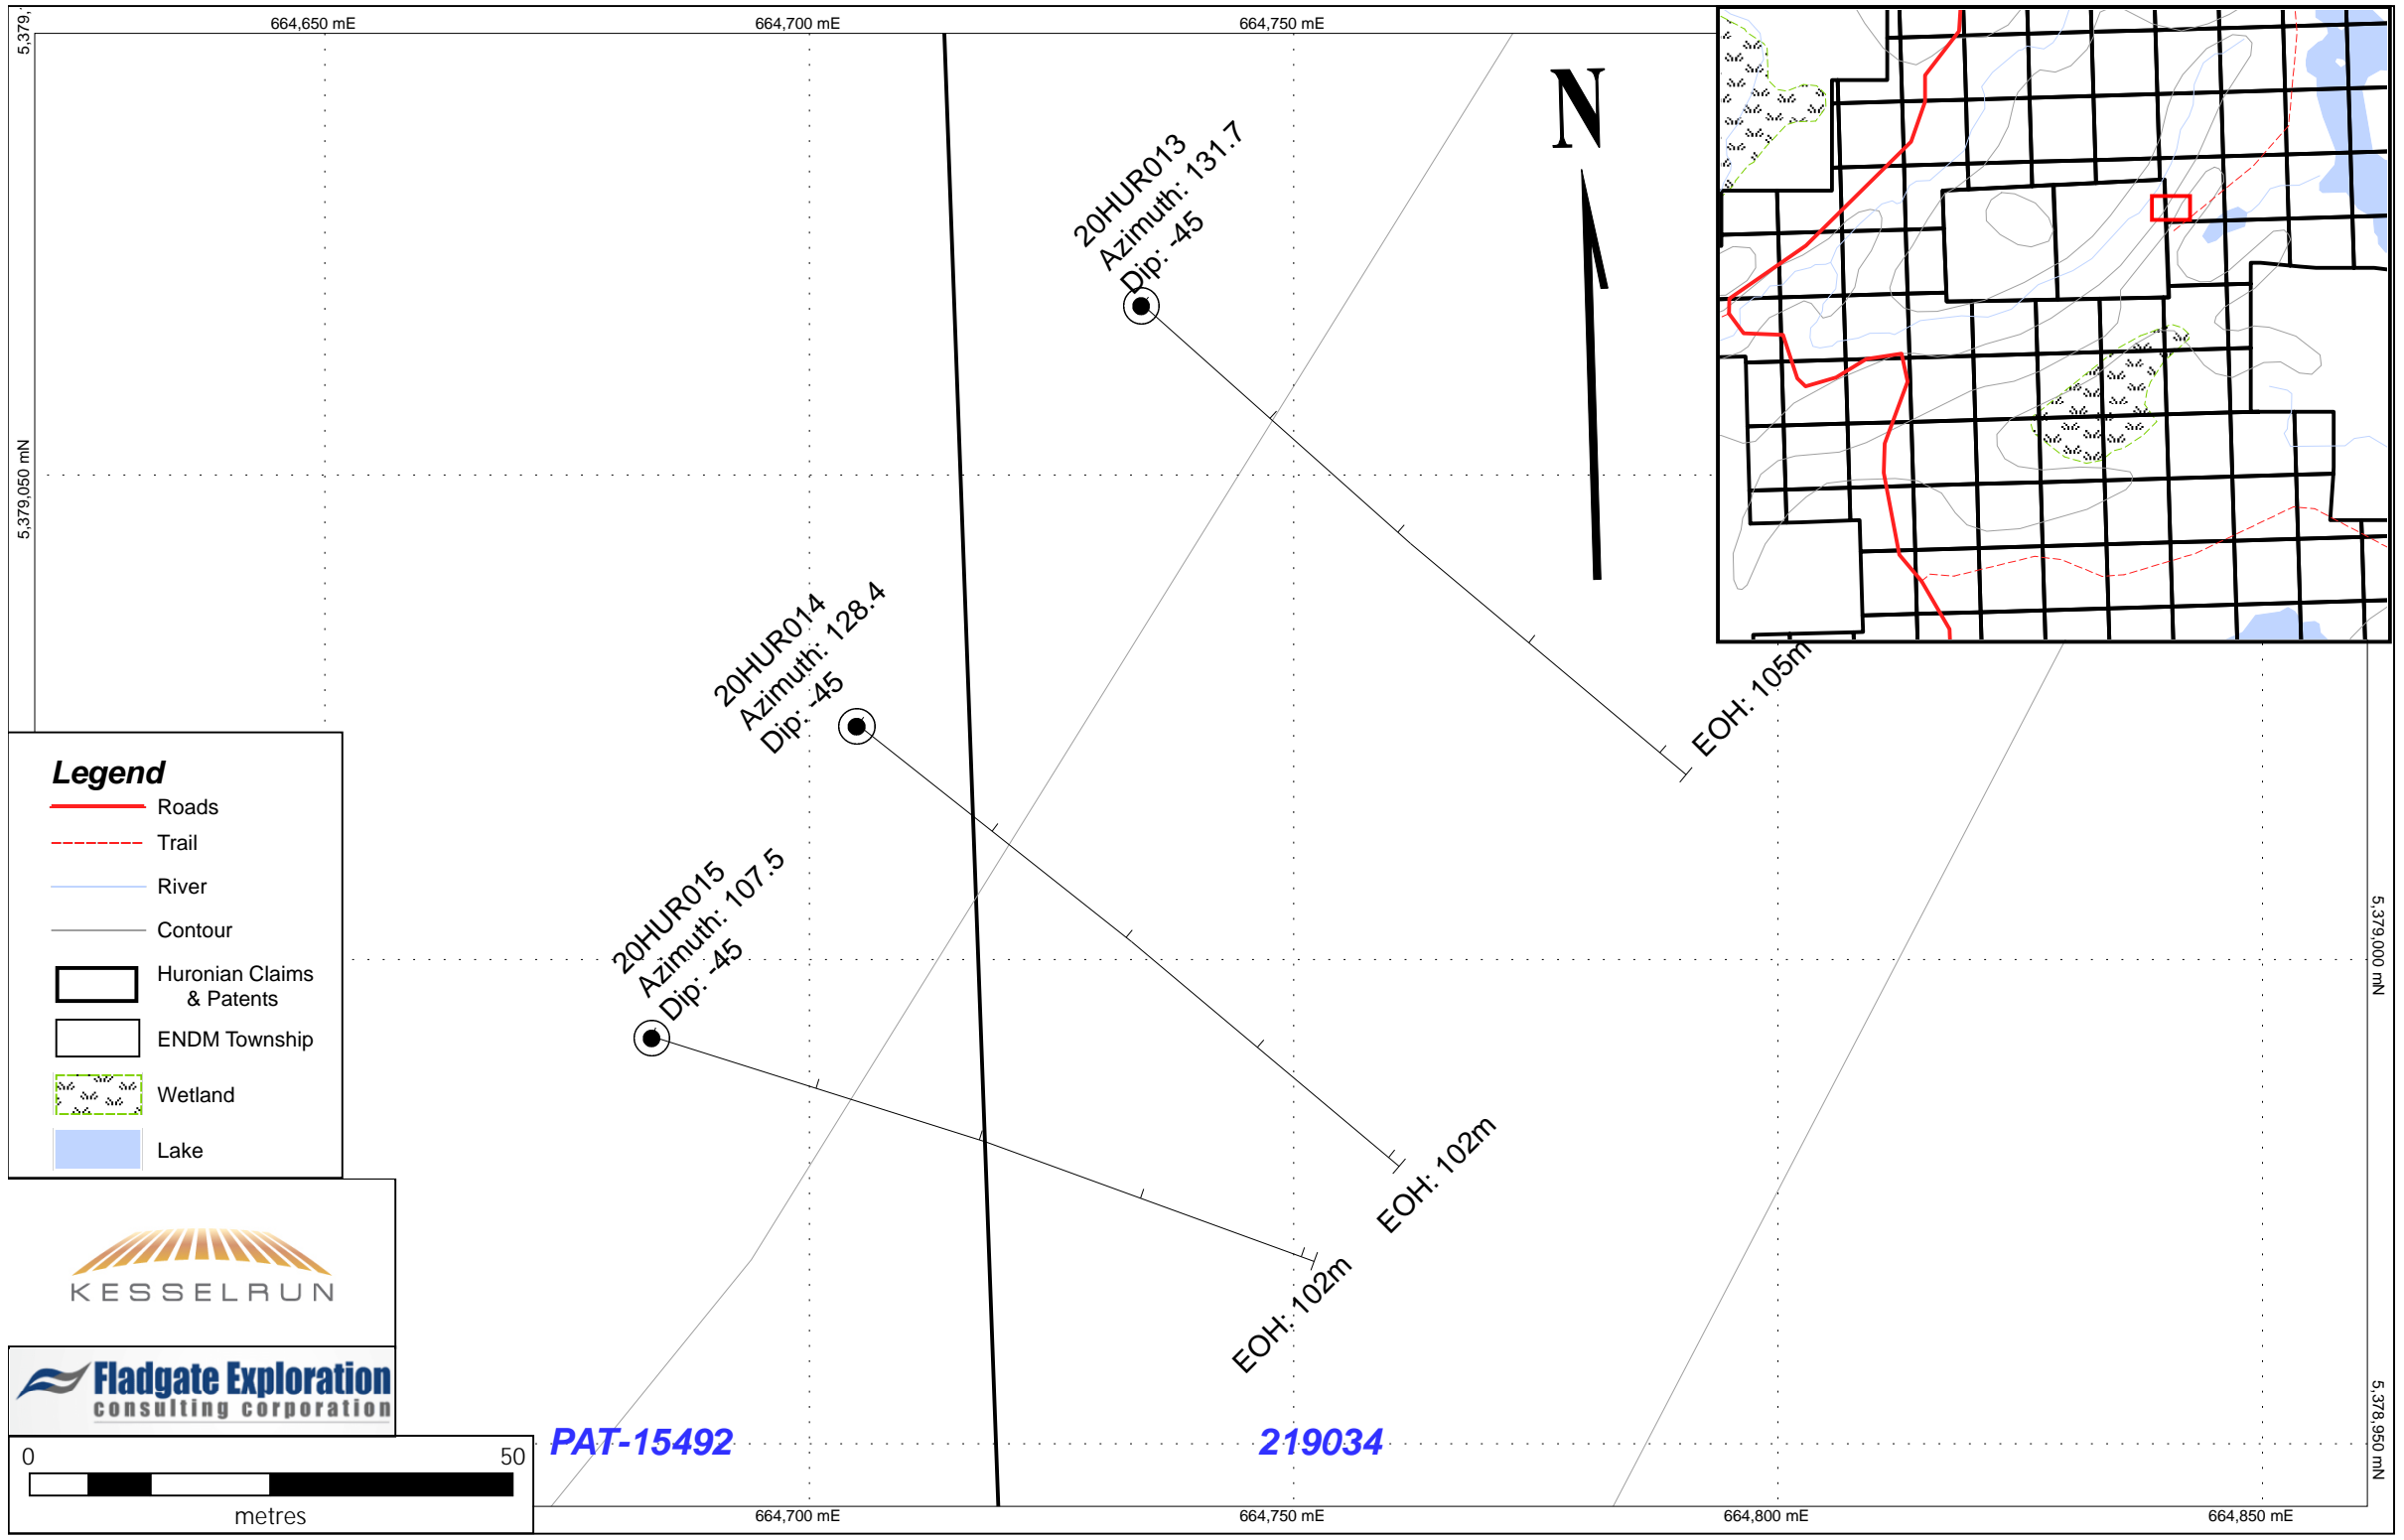 664,650 mE
664,700 mE
664,750 mE
5,379,
N
20HUR013
Azimuth: 131.7
Dip: -45
5,379,050 mN
20HUR014
Azimuth: 128.4
Dip: -45
EOH: 105m
Legend
Roads
Trail
River
Contour
Huronian Claims
& Patents
ENDM Township
Wetland
Lake
20HUR015
Azimuth: 107.5
Dip: -45
5,379,000 mN
EOH: 102m
EOH: 102m
KESSELRUN
Fladgate Exploration
consulting corporation
PAT-15492
219034
5,378,950 mN
0
50
metres
664,700 mE
664,750 mE
664,800 mE
664,850 mE